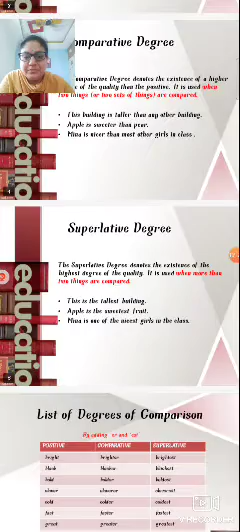 Comparative Degree
Comparative Degree denotes the existence of a higher
of the quality than the positive. It is used when
two things (or two sets of things) are compared.
• This building is taller than any other building.
• Apple is sweeter than pear.
• Mina is nicer than most other girls in class.
education
Superlative Degree
The Superlative Degree denotes the existence of the
highest degree of the quality. It is used when more than
two things are compared.
• This is the tallest building.
• Apple is the sweetest fruit.
• Mina is one of the nicest girls in the class.
education
List of Degrees of Comparison
By adding 'er' and 'est'
POSITIVE COMPARATIVE SUPERLATIVE
bright brighter brightest
black blacker blackest
bold bolder boldest
clever cleverer cleverest
cold colder coldest
fast faster fastest
great greater greatest